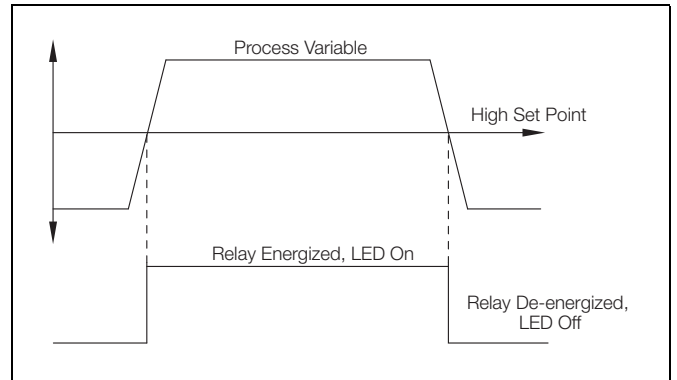 Process Variable
High Set Point
Relay Energized, LED On
Relay De-energized,
LED Off